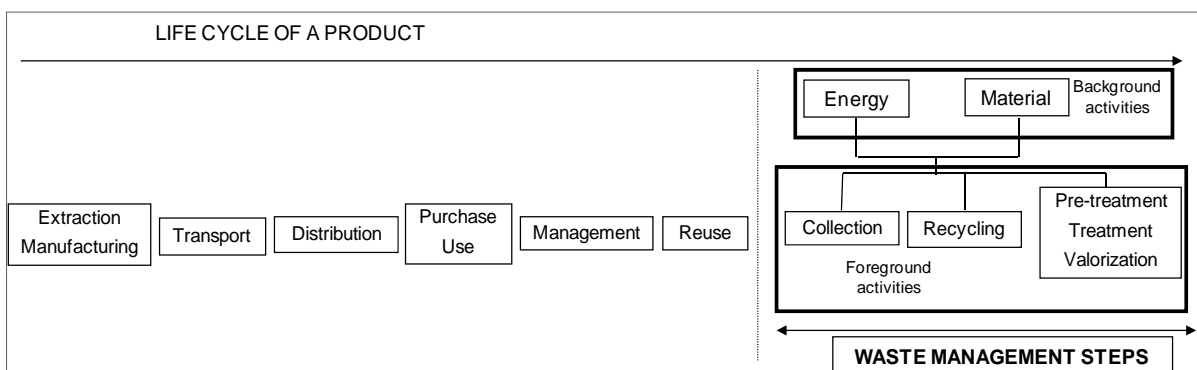 LIFE CYCLE OF A PRODUCT
Energy
Material
Background
activities
Extraction
Manufacturing
Transport
Distribution
Purchase
Use
Management
Reuse
Collection
Recycling
Pre-treatment
Treatment
Valorization
Foreground
activities
WASTE MANAGEMENT STEPS